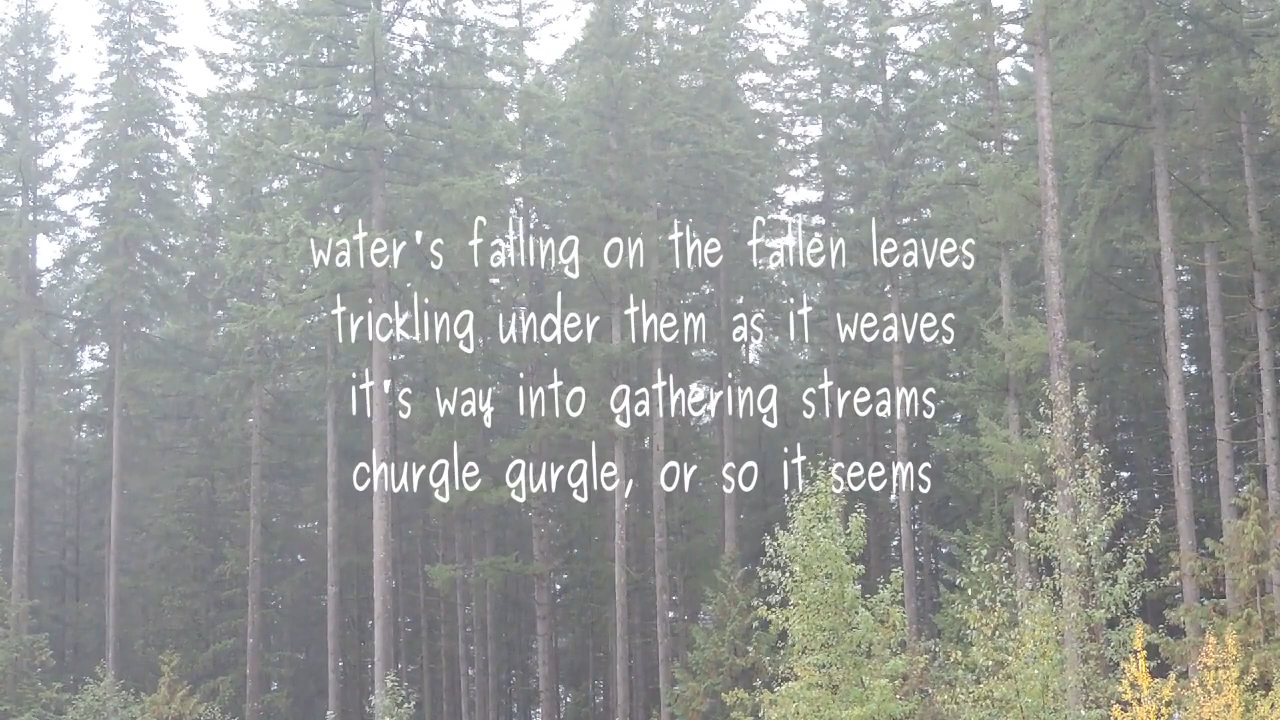 water's falling on the fallen leaves
trickling under them as it weaves
it's way into gathering streams
churgle gurgle, or so it seems